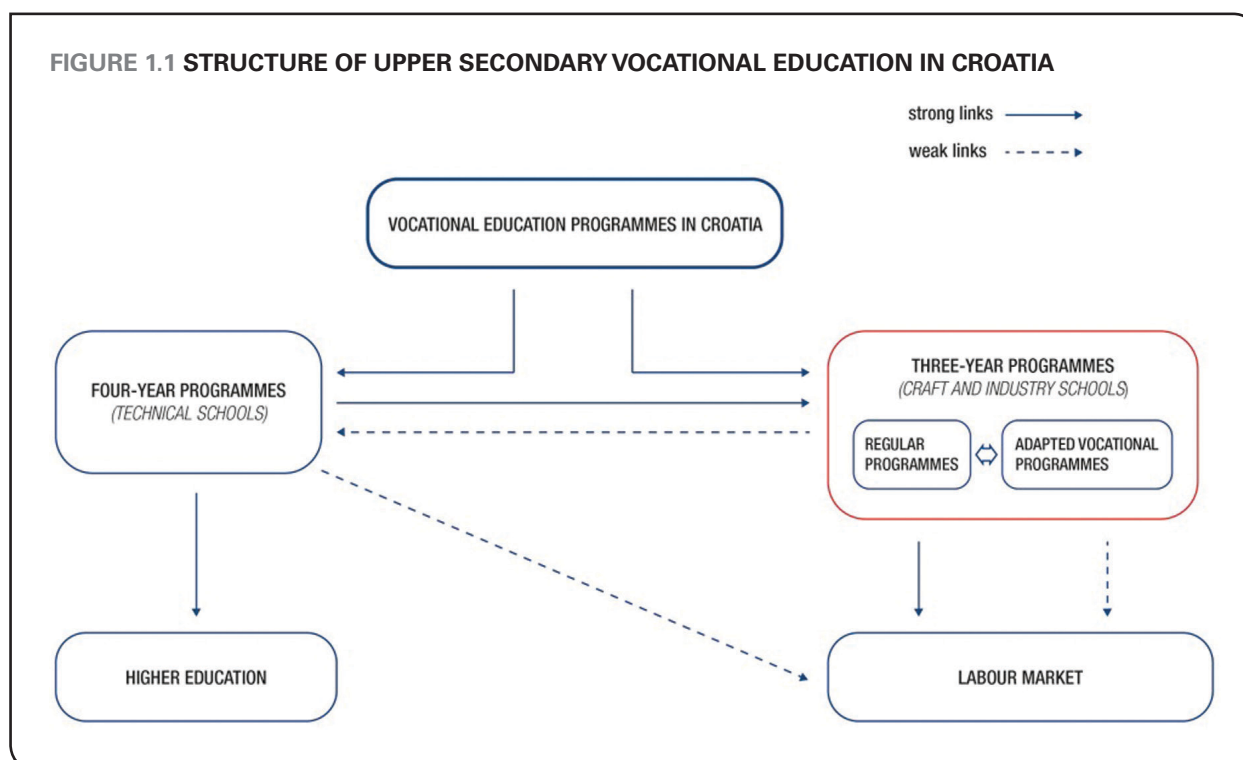 FIGURE 1.1 STRUCTURE OF UPPER SECONDARY VOCATIONAL EDUCATION IN CROATIA
strong links
weak links
VOCATIONAL EDUCATION PROGRAMMES IN CROATIA
FOUR-YEAR PROGRAMMES
(TECHNICAL SCHOOLS)
THREE-YEAR PROGRAMMES
(CRAFT AND INDUSTRY SCHOOLS)
REGULAR
PROGRAMMES
ADAPTED VOCATIONAL
PROGRAMMES
HIGHER EDUCATION
LABOUR MARKET